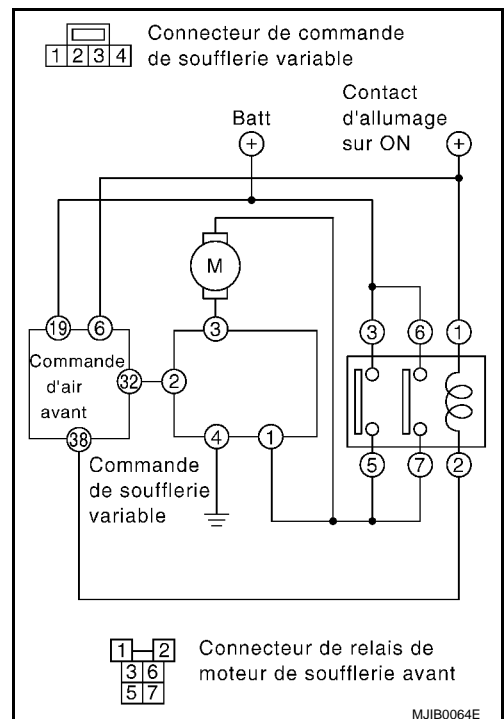 Connecteur de commande
de soufflerie variable
1 2 3 4
Contact
d'allumage
sur ON
Batt
+
+
M
19
6
3
3
6
1
Commande
d'air
avant
32
2
38
4
1
5
7
2
Commande
de soufflerie
variable
1 2
3 6
5 7
Connecteur de relais de
moteur de soufflerie avant
MJIB0064E